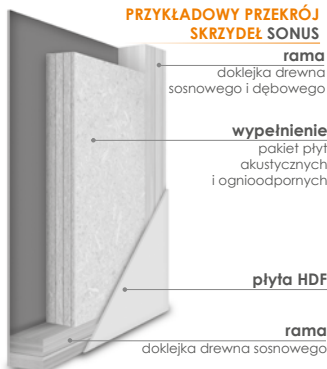 PRZYKŁADOWY PRZEKRÓJ
SKRZYDEŁ SONUS
rama
doklejka drewna
sosnowego i dębowego
wypełnienie
pakiet płyt
akustycznych
i ognioodpornych
płyta HDF
rama
doklejka drewna sosnowego